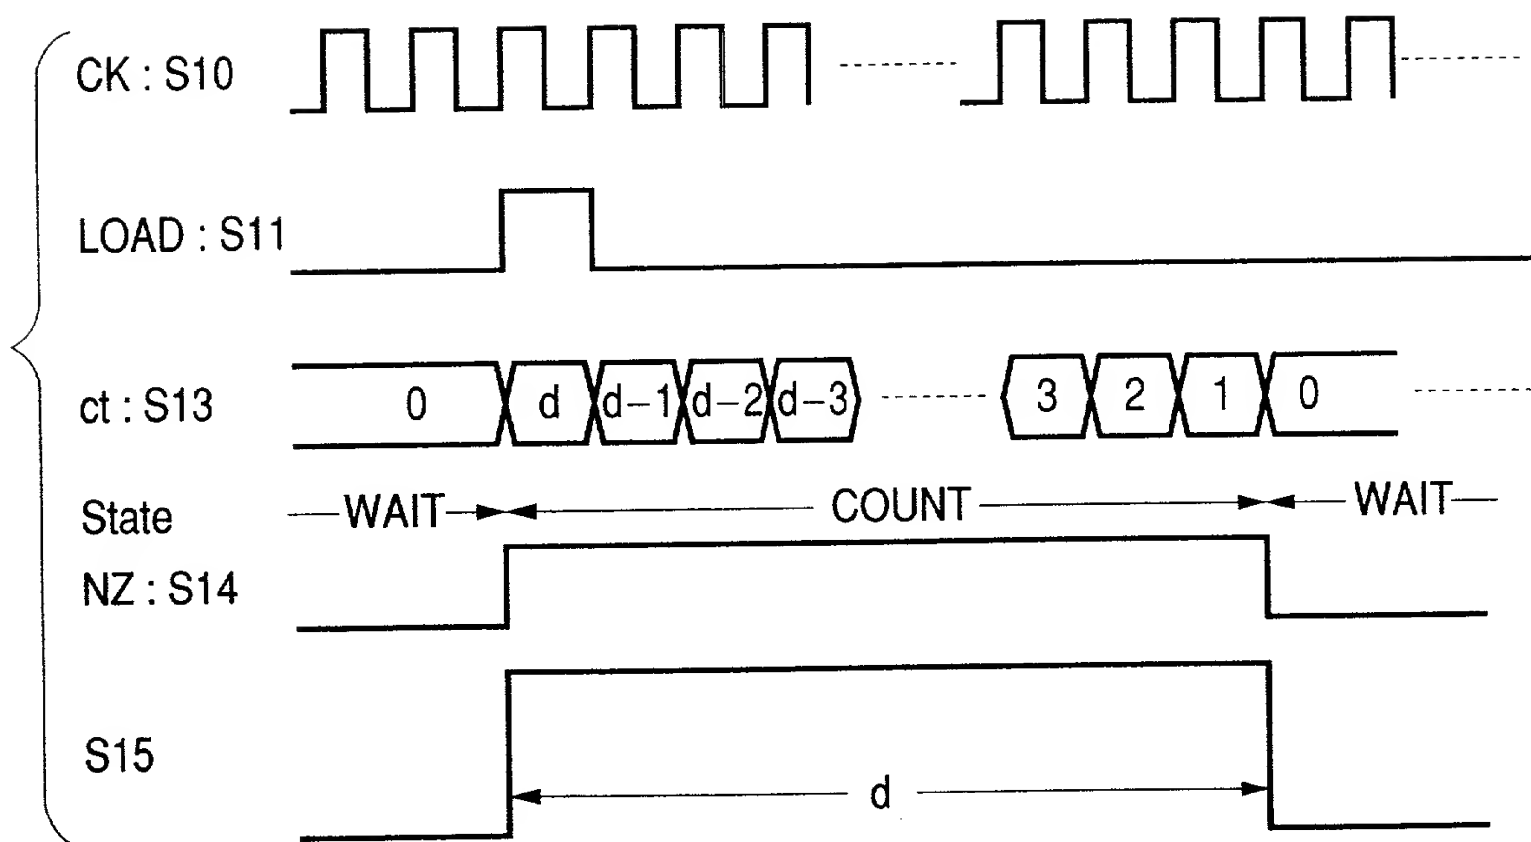 CK : S10
LOAD : S11
ct : S13 0 d d-1 d-2 d-3 3 2 1 0
State WAIT COUNT WAIT
NZ : S14
S15 d